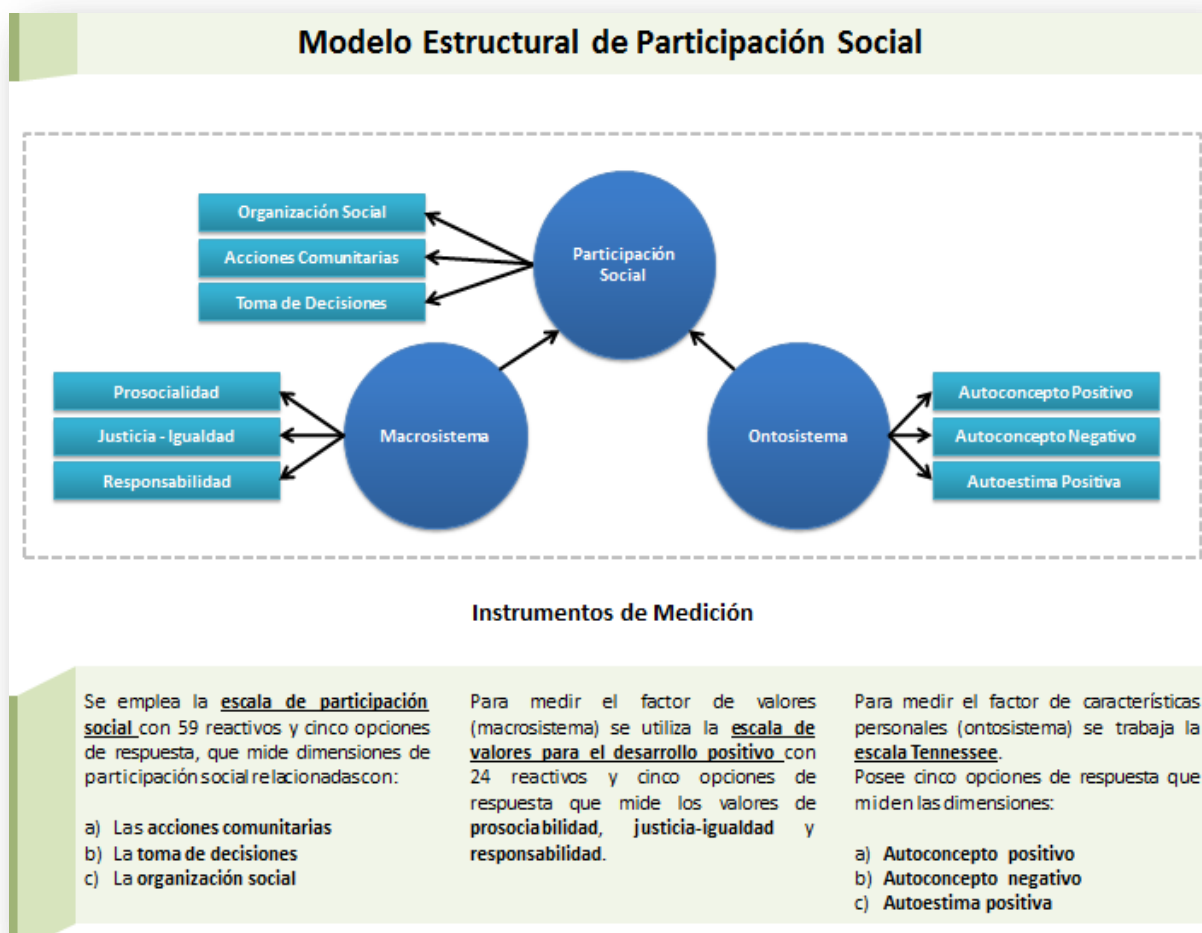 Modelo Estructural de Participación Social
Organización Social
Acciones Comunitarias
Toma de Decisiones
Participación
Social
Prosocialidad
Justicia - Igualdad
Responsabilidad
Macrosistema
Ontosistema
Autoconcepto Positivo
Autoconcepto Negativo
Autoestima Positiva
Instrumentos de Medición
Se emplea la escala de participación
social con 59 reactivos y cinco opciones
de respuesta, que mide dimensiones de
participación social relacionadas con:
a) Las acciones comunitarias
b) La toma de decisiones
c) La organización social
Para medir el factor de valores
(macrosistema) se utiliza la escala de
valores para el desarrollo positivo con
24 reactivos y cinco opciones de
respuesta que mide los valores de
prosociabilidad, justicia-igualdad y
responsabilidad.
Para medir el factor de características
personales (ontosistema) se trabaja la
escala Tennessee.
Posee cinco opciones de respuesta que
miden las dimensiones:
a) Autoconcepto positivo
b) Autoconcepto negativo
c) Autoestima positiva